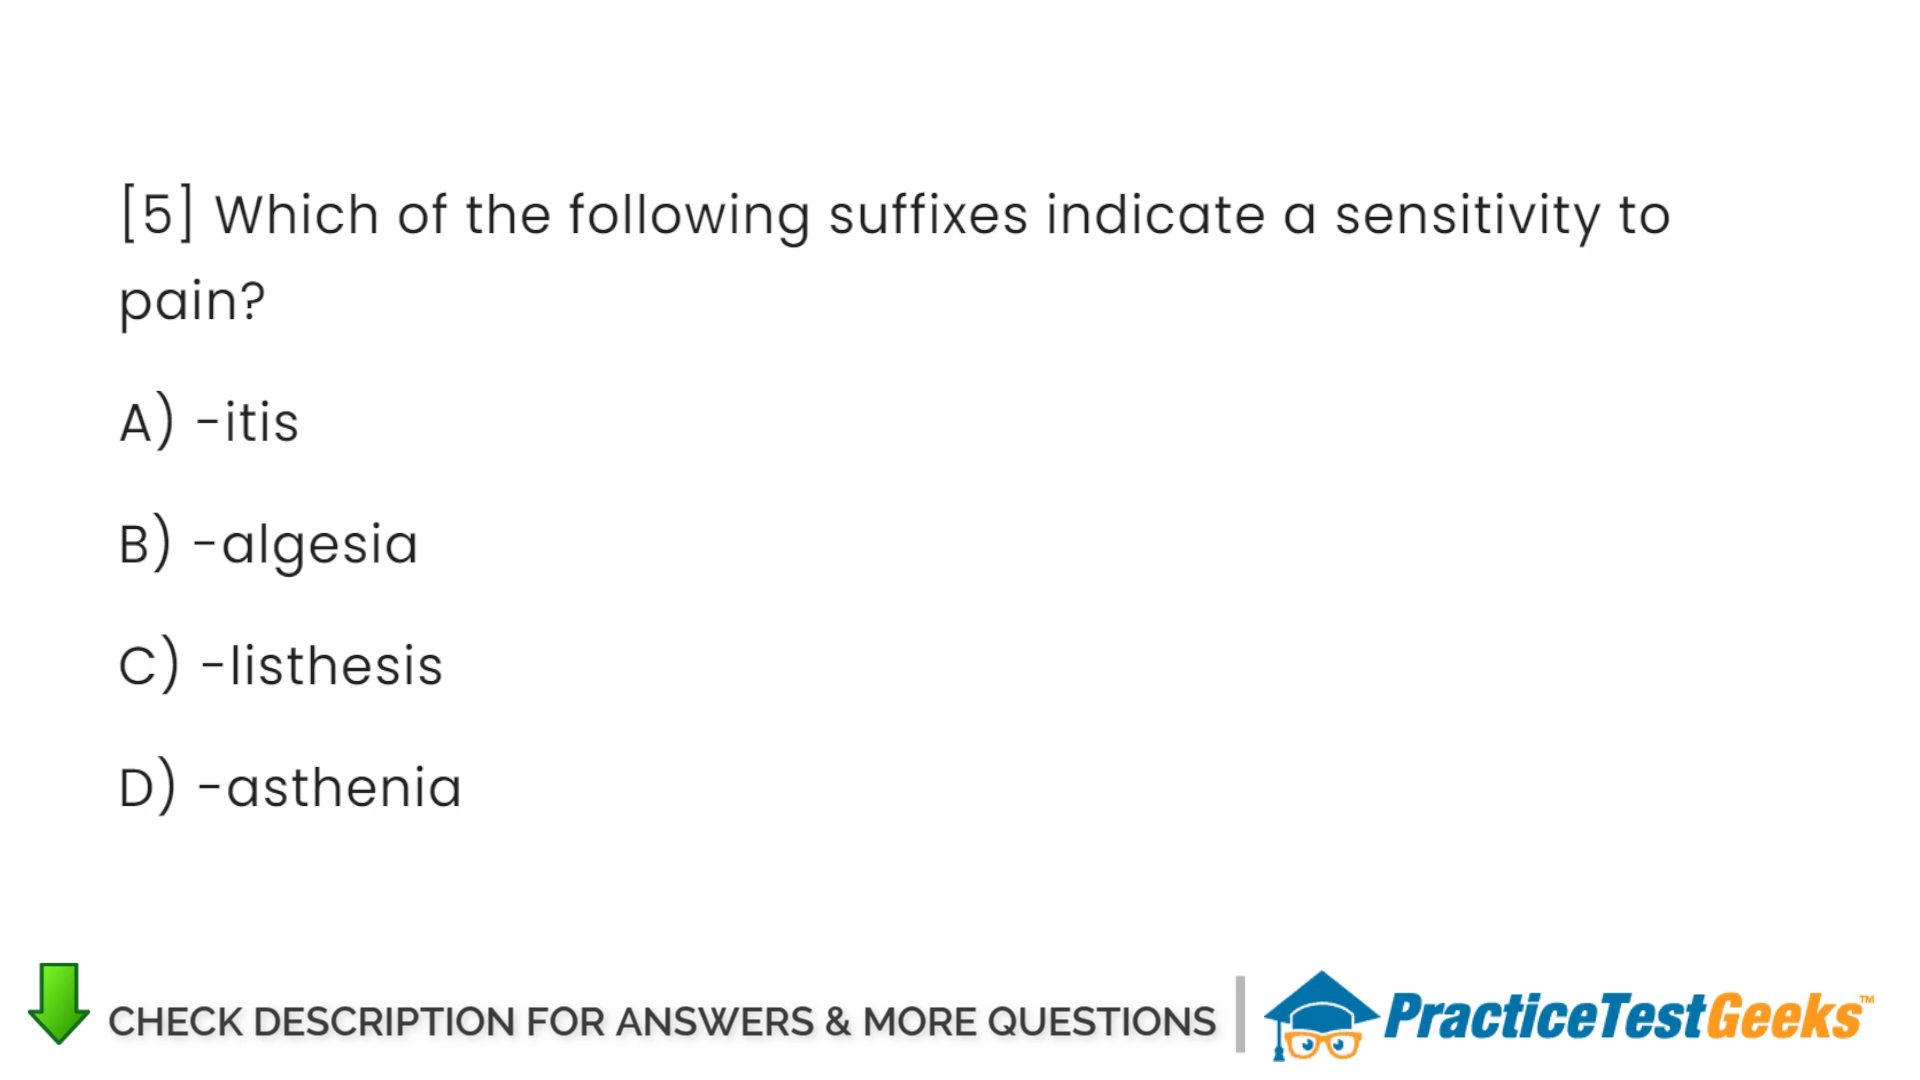 [5] Which of the following suffixes indicate a sensitivity to
pain?
A) -itis
B) -algesia
C) -listhesis
D) -asthenia
CHECK DESCRIPTION FOR ANSWERS & MORE QUESTIONS
PracticeTestGeeks™